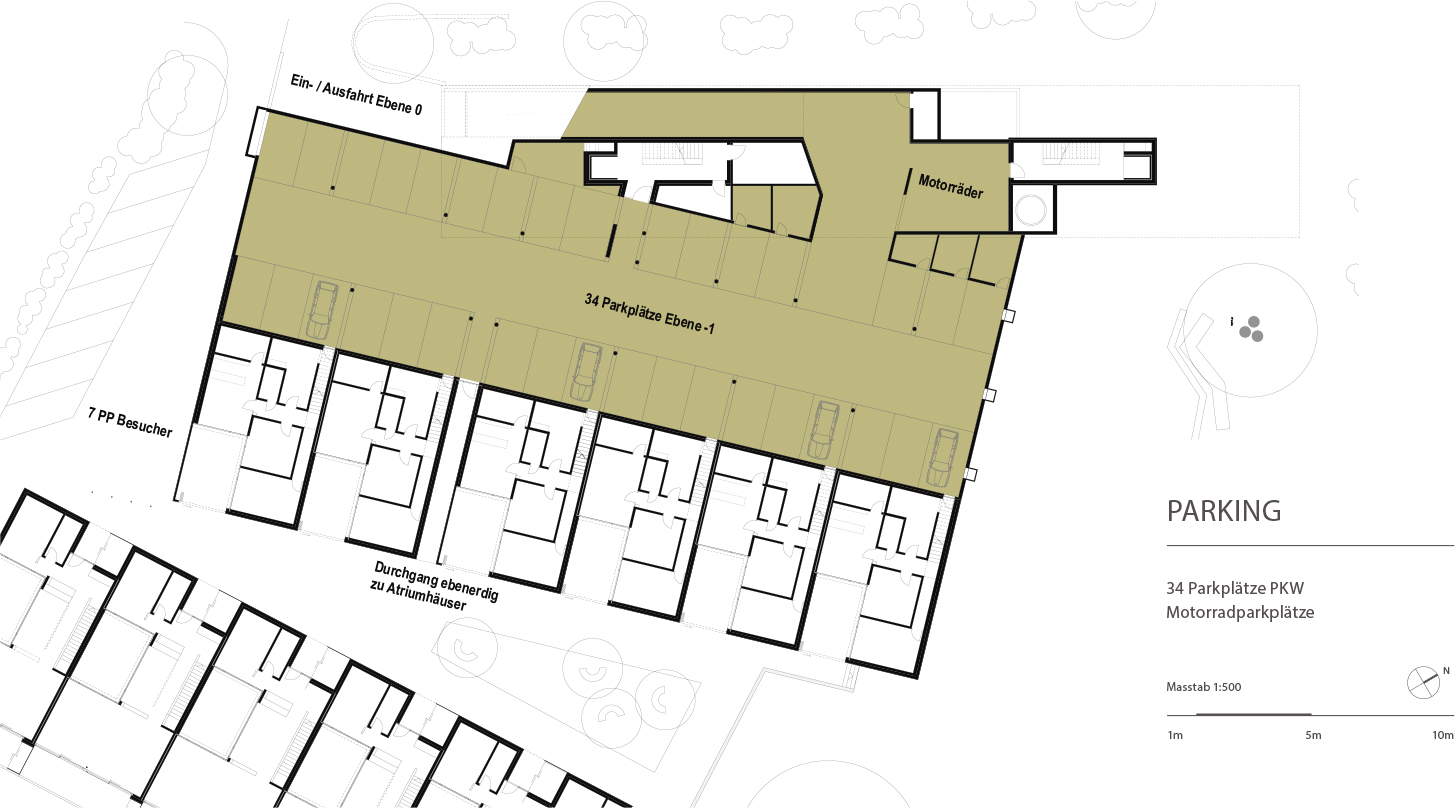 Ein- / Ausfahrt Ebene 0
Motorräder
34 Parkplätze Ebene -1
7 PP Besucher
Durchgang ebenerdig
zu Atriumhäuser
PARKING
34 Parkplätze PKW
Motorradparkplätze
N
Masstab 1:500
1m 5m 10m